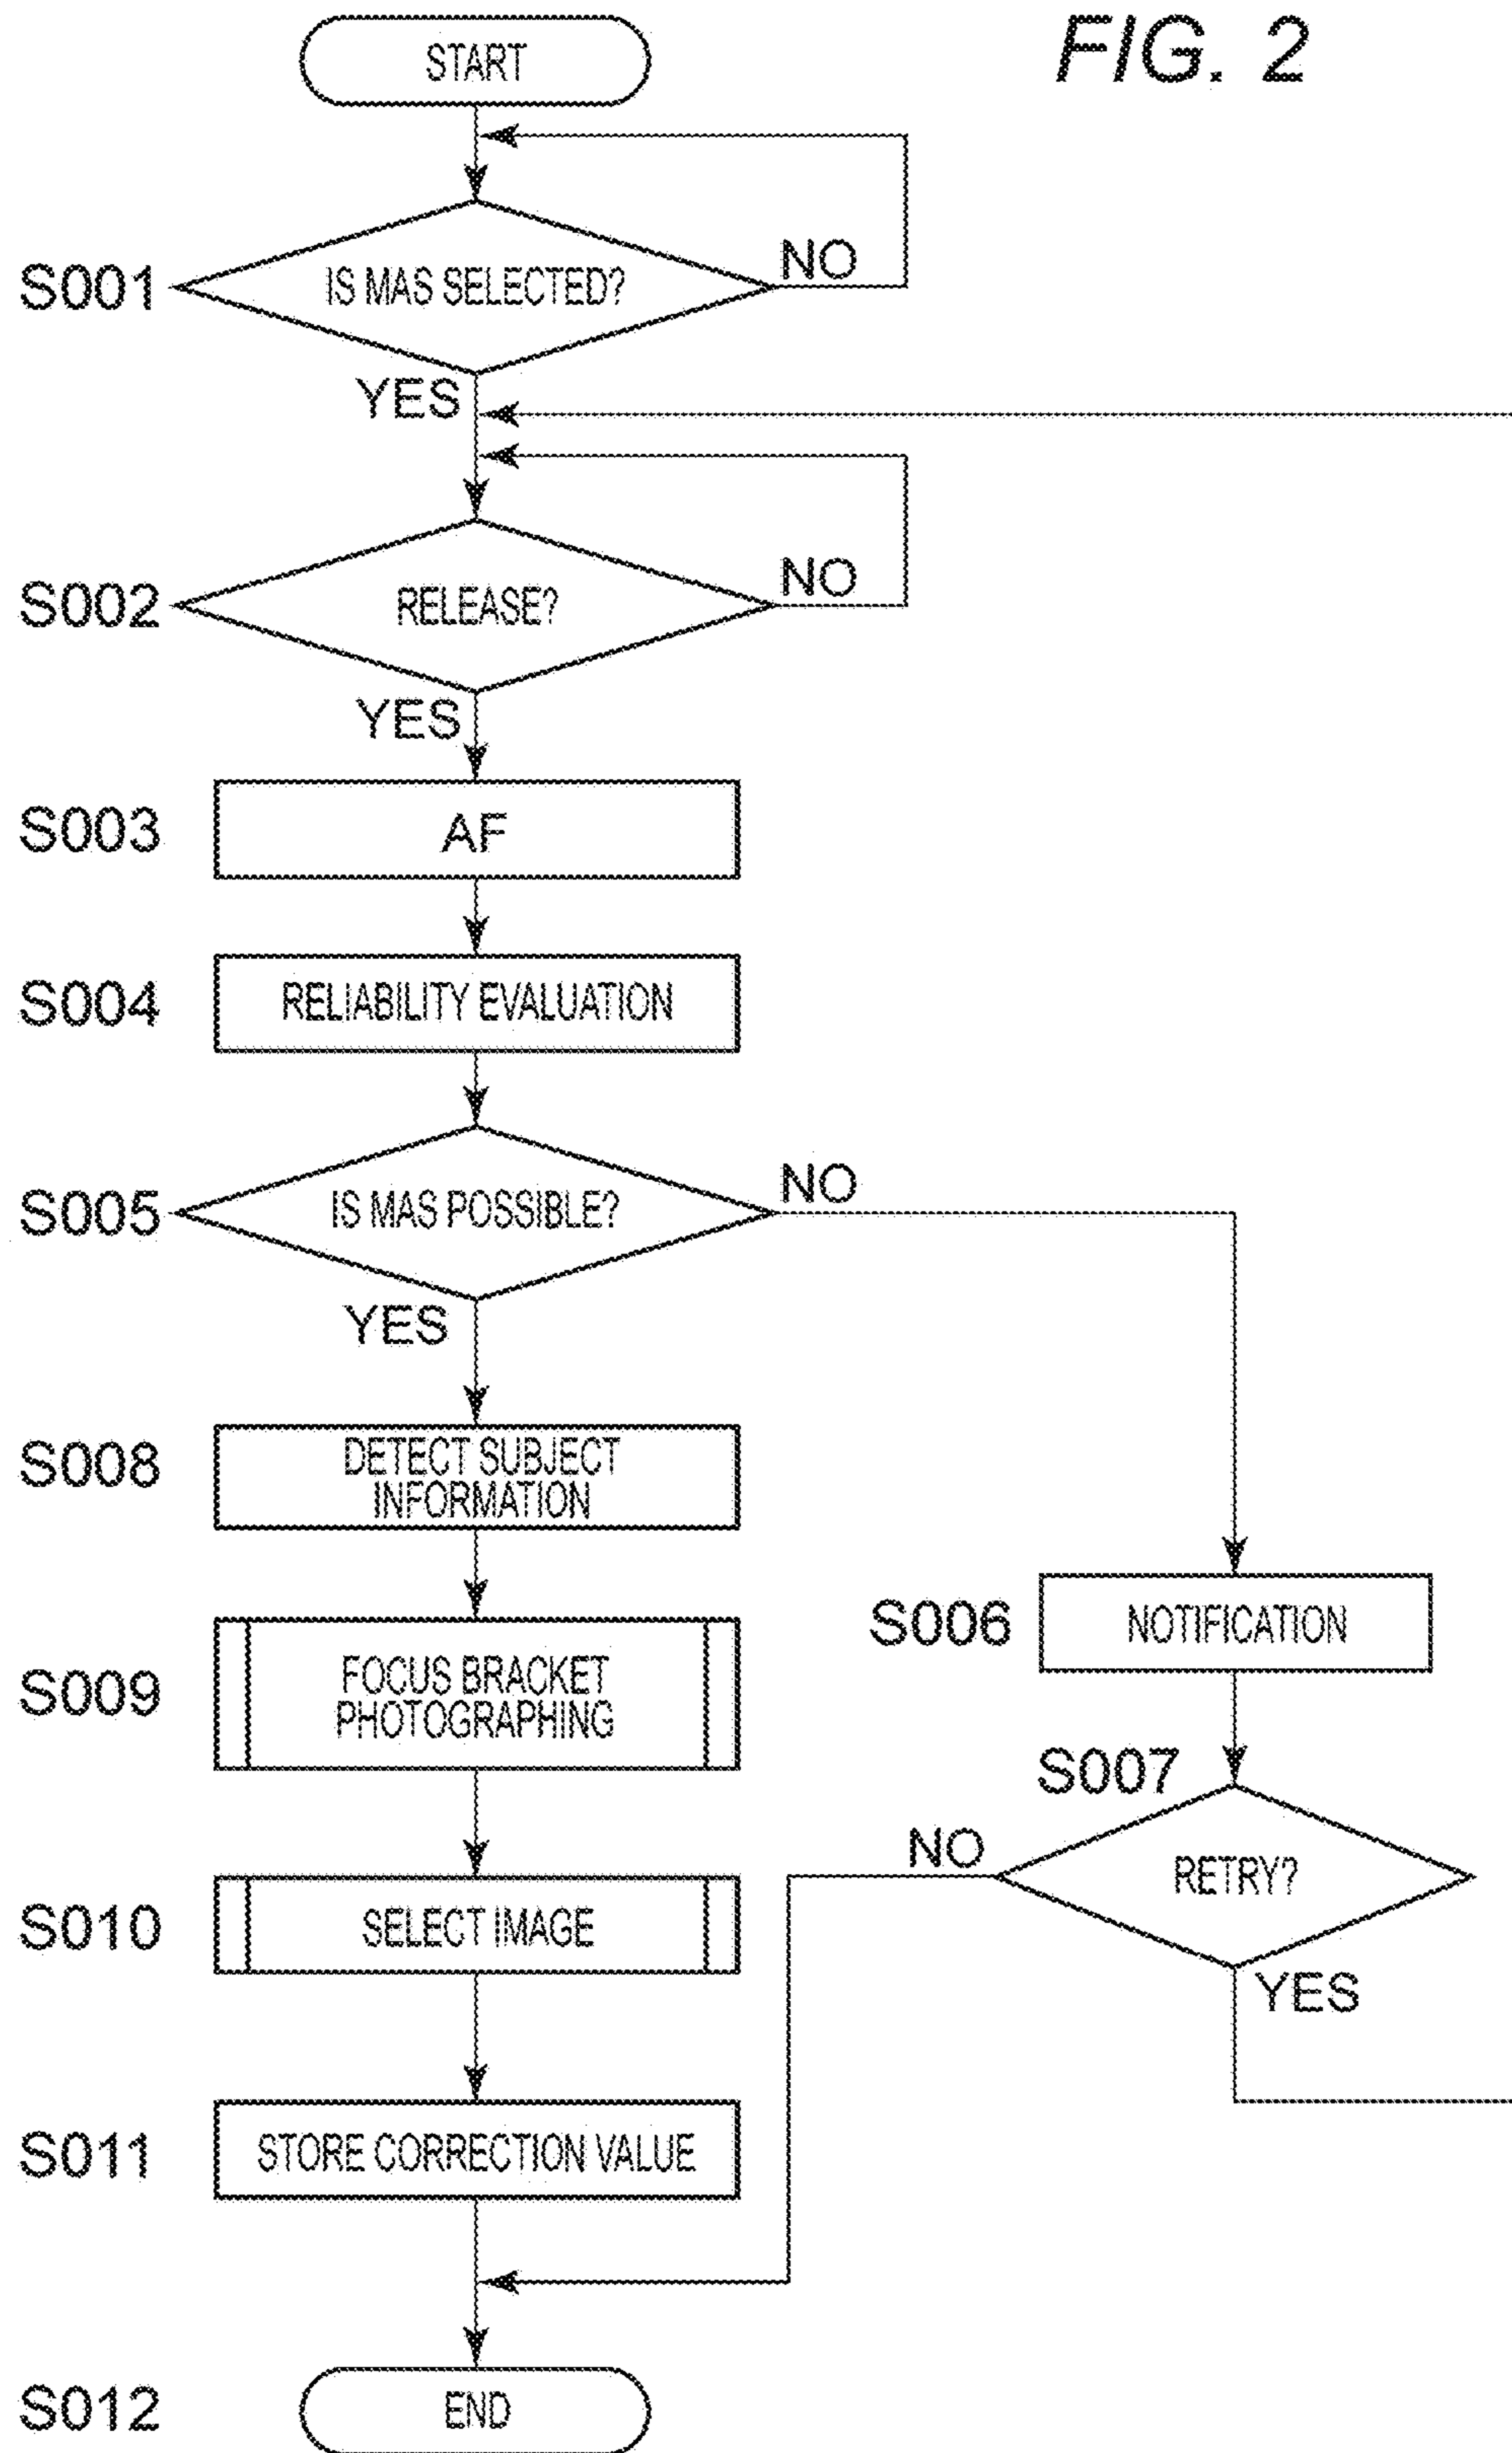 FIG. 2
START
S001
IS MAS SELECTED?
NO
YES
S002
RELEASE?
NO
YES
S003
AF
S004
RELIABILITY EVALUATION
S005
IS MAS POSSIBLE?
NO
YES
S008
DETECT SUBJECT
INFORMATION
S006
NOTIFICATION
S009
FOCUS BRACKET
PHOTOGRAPHING
S007
RETRY?
NO
YES
S010
SELECT IMAGE
S011
STORE CORRECTION VALUE
S012
END